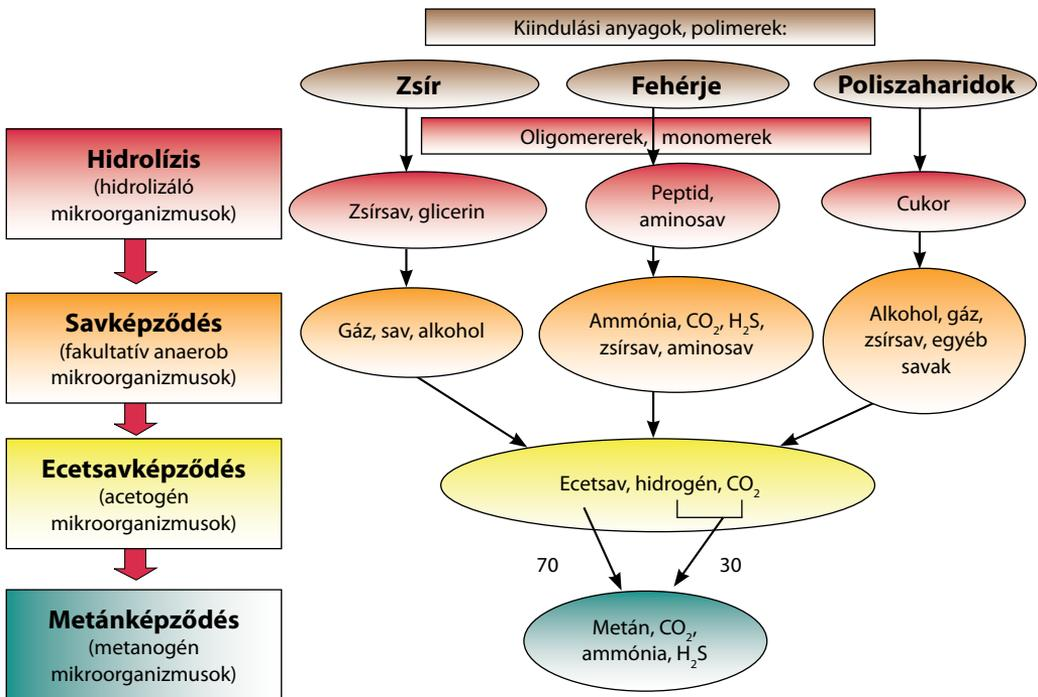 Kiindulási anyagok, polimerek:
Zsír
Fehérje
Poliszaharidok
Oligomererek, monomerek
Hidrolízis
(hidrolizáló
mikroorganizmusok)
Zsírsav, glicerin
Peptid,
aminosav
Cukor
Savképződés
(fakultatív anaerob
mikroorganizmusok)
Gáz, sav, alkohol
Ammónia, CO₂, H₂S,
zsírsav, aminosav
Alkohol, gáz,
zsírsav, egyéb
savak
Ecetsavképződés
(acetogén
mikroorganizmusok)
Ecetsav, hidrogén, CO₂
70
30
Metánképződés
(metanogén
mikroorganizmusok)
Metán, CO₂,
ammónia, H₂S